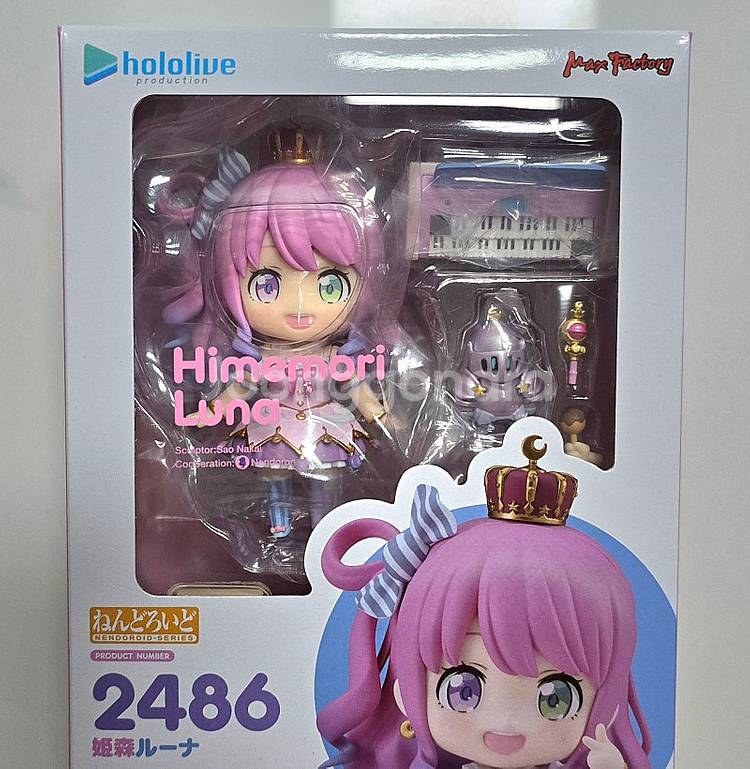 hololive
production
Max Factory
Himemori
Luna
Sculptor:Sao Nakai
Cooperation: Nendoron
ねんどろいど
NENDOROID-SERIES
PRODUCT NUMBER
2486
姫森ルーナ